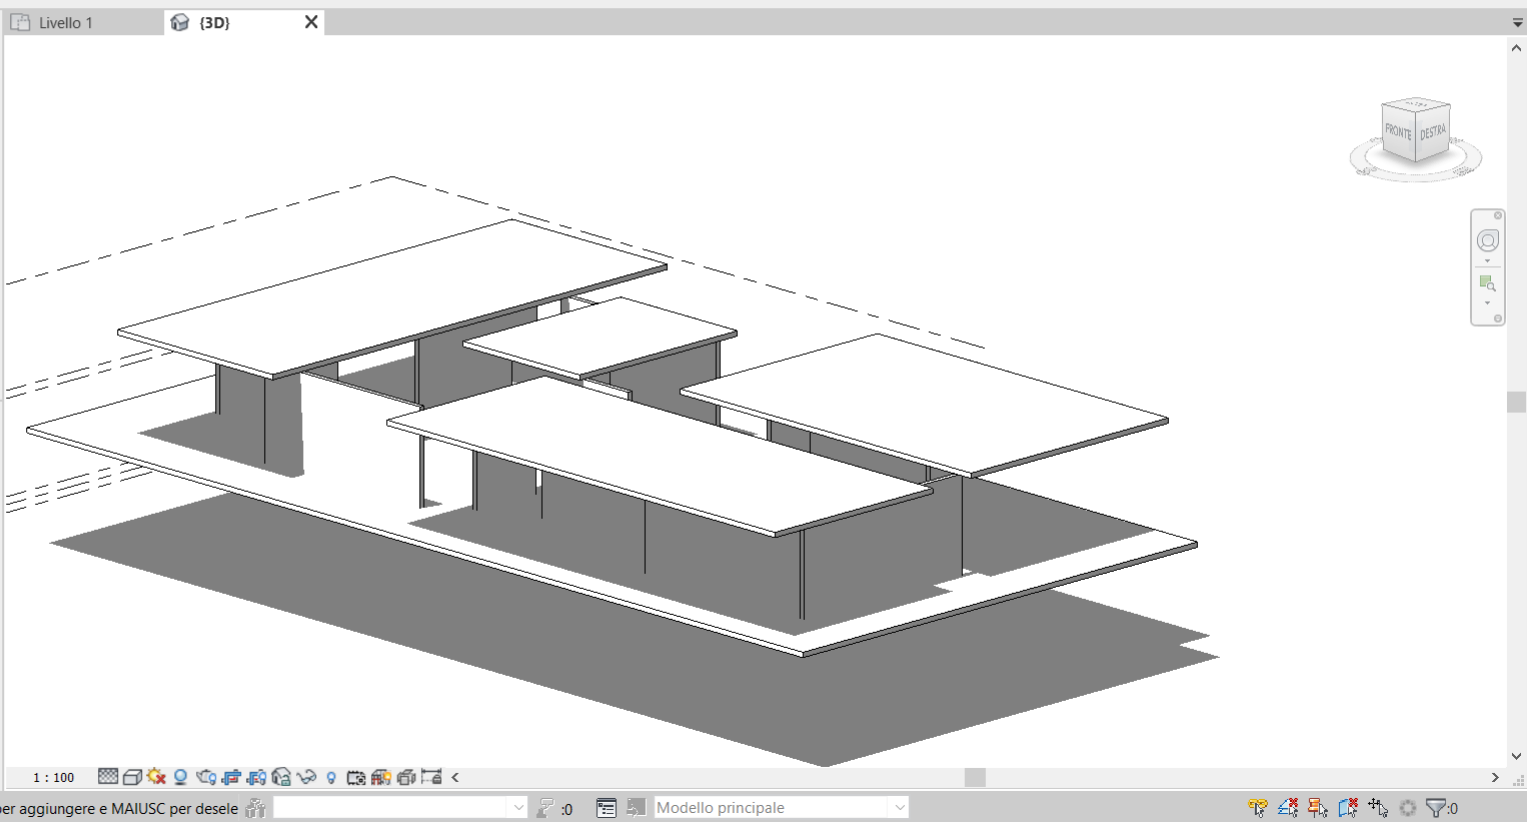 Livello 1
{3D}
FRONTE
DESTRA
1 : 100
per aggiungere e MAIUSC per desele
:0
Modello principale
:0